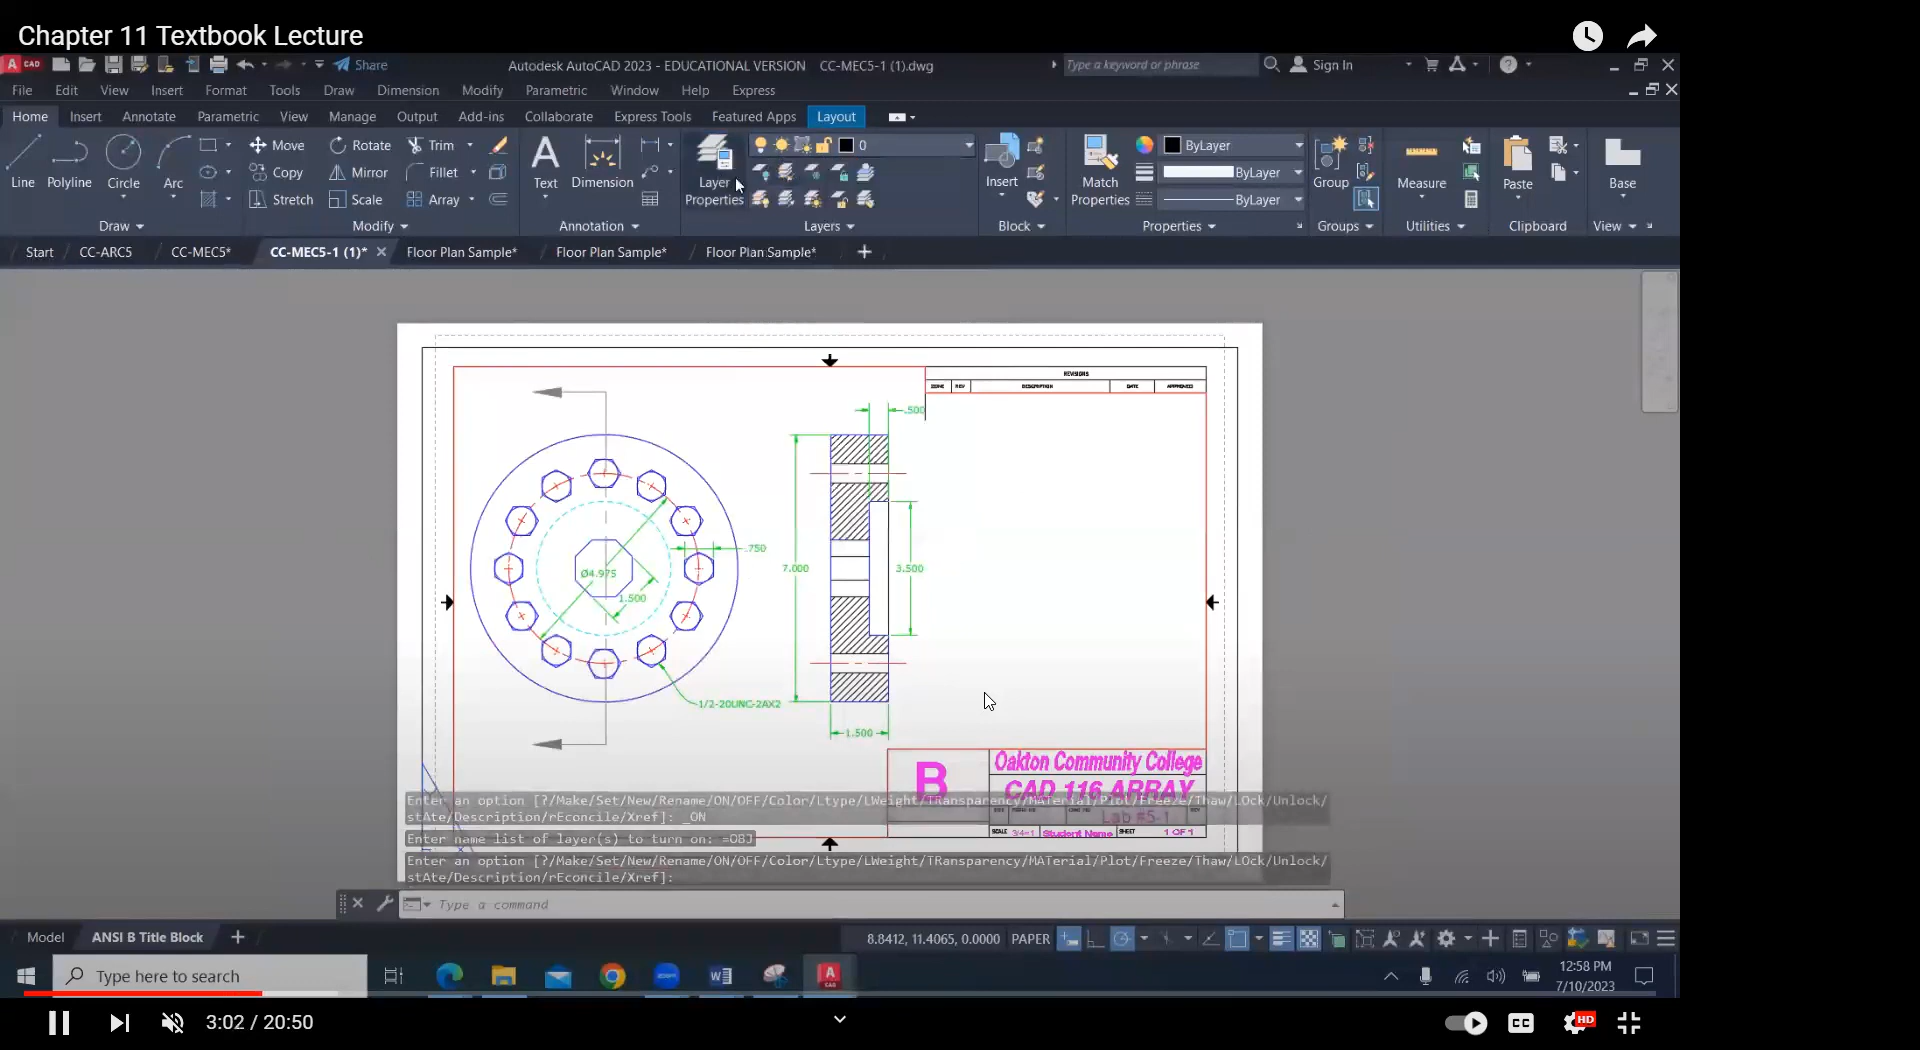 Chapter 11 Textbook Lecture
CAD Share Autodesk AutoCAD 2023 - EDUCATIONAL VERSION CC-MEC5-1 (1).dwg Type a keyword or phrase Sign In
File Edit View Insert Format Tools Draw Dimension Modify Parametric Window Help Express
Home Insert Annotate Parametric View Manage Output Add-ins Collaborate Express Tools Featured Apps Layout
Move Rotate Trim 0 ByLayer
Copy Mirror Fillet ByLayer
Line Polyline Circle Arc Text Dimension Layer Properties Insert Match Properties Group Measure Paste Base
Stretch Scale Array ByLayer
Draw Modify Annotation Layers Block Properties Groups Utilities Clipboard View
Start CC-ARC5 CC-MEC5* CC-MEC5-1 (1)* Floor Plan Sample* Floor Plan Sample* Floor Plan Sample*
REVISIONS
ZONE REV DESCRIPTION DATE APPROVED
.500
.750
7.000
3.500
Ø4.975
1.500
1/2-20UNC-2AX2
1.500
B
Oakton Community College
CAD 116 ARRAY
Lab #5-1
SCALE 3/4=1 Student Name SHEET 1 OF 1
Enter an option [?/Make/Set/New/Rename/ON/OFF/Color/Ltype/LWeight/TRansparency/MATerial/Plot/Freeze/Thaw/LOck/Unlock/
stAte/Description/rEconcile/Xref]: _ON
Enter name list of layer(s) to turn on: =OBJ
Enter an option [?/Make/Set/New/Rename/ON/OFF/Color/Ltype/LWeight/TRansparency/MATerial/Plot/Freeze/Thaw/LOck/Unlock/
stAte/Description/rEconcile/Xref]:
Type a command
Model ANSI B Title Block 8.8412, 11.4065, 0.0000 PAPER
Type here to search 12:58 PM
7/10/2023
3:02 / 20:50 CC HD